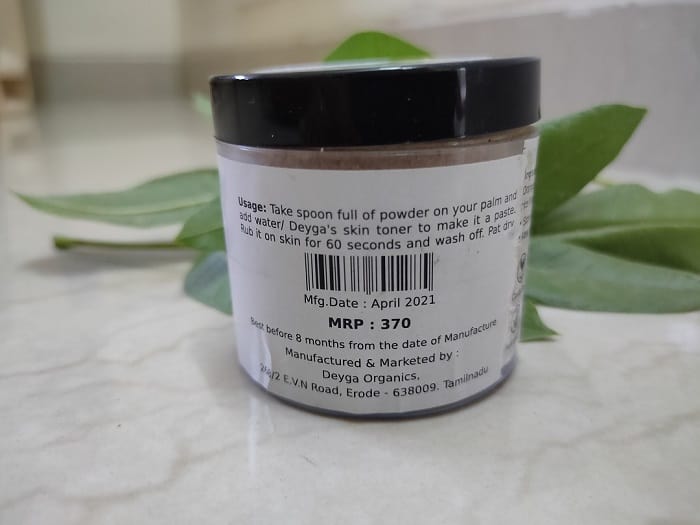 Usage: Take spoon full of powder on your palm and
add water/ Deyga's skin toner to make it a paste.
Rub it on skin for 60 seconds and wash off. Pat dry
Mfg.Date : April 2021
MRP : 370
Best before 8 months from the date of Manufacture
Manufactured & Marketed by :
Deyga Organics,
E.V.N Road, Erode - 638009. Tamilnadu